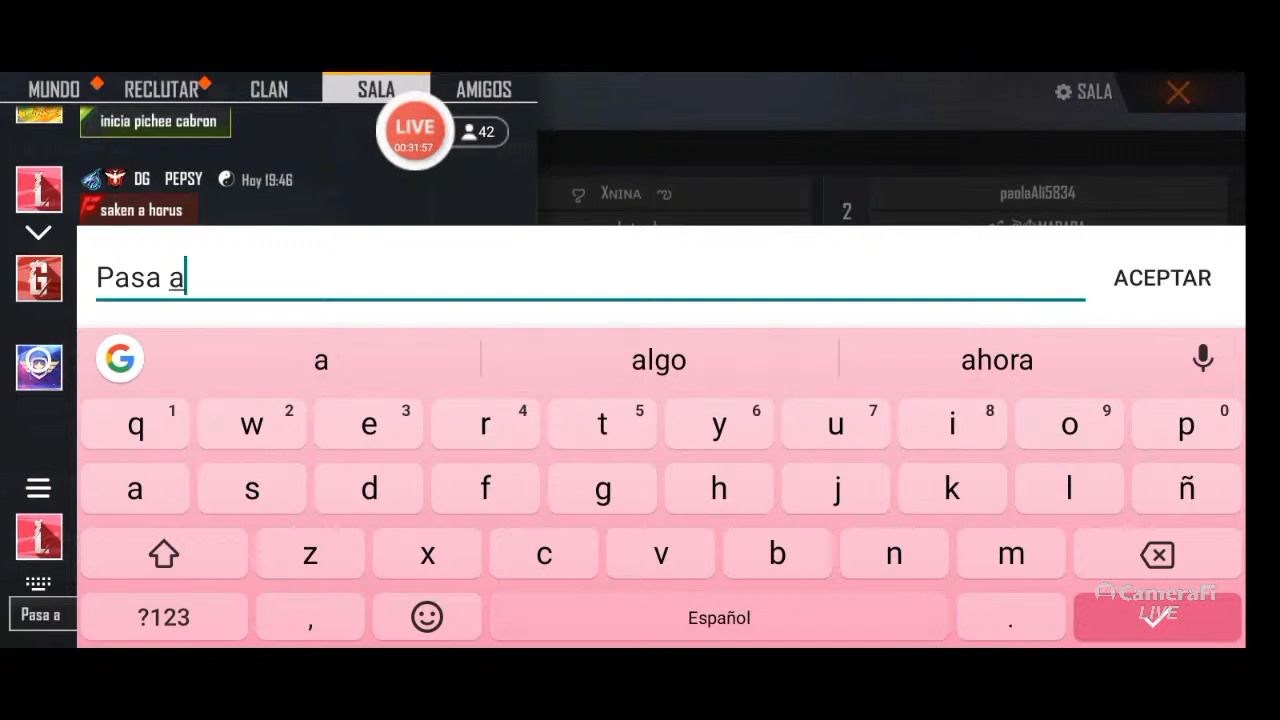 MUNDO RECLUTAR CLAN SALA AMIGOS SALA
inicia pichee cabron
LIVE
00:31:57
42
DG PEPSY Hoy 19:46
saken a horus
XNINA
paolaAli5834
2
Pasa a
ACEPTAR
a algo ahora
q 1 w 2 e 3 r 4 t 5 y 6 u 7 i 8 o 9 p 0
a s d f g h j k l ñ
z x c v b n m
CameraFi
LIVE
Pasa a
?123 , Español .